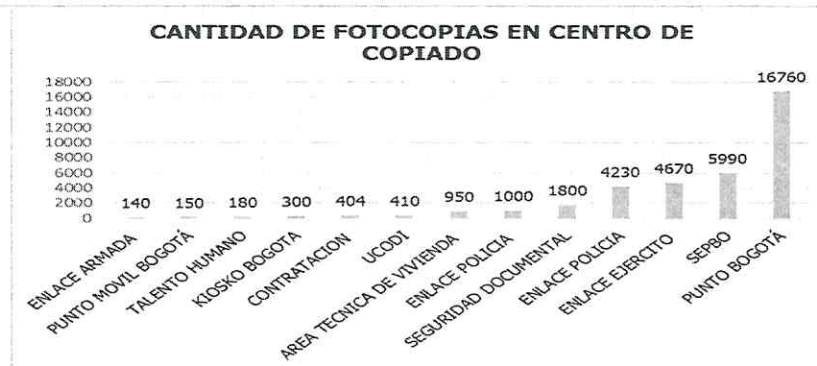 CANTIDAD DE FOTOCOPIAS EN CENTRO DE
COPIADO
18000
16000
14000
12000
10000
8000
6000
4000
2000
0
140
150
180
300
404
410
950
1000
1800
4230
4670
5990
16760
ENLACE ARMADA
PUNTO MOVIL BOGOTÁ
TALENTO HUMANO
KIOSKO BOGOTA
CONTRATACION
UCODI
AREA TECNICA DE VIVIENDA
ENLACE POLICIA
SEGURIDAD DOCUMENTAL
ENLACE POLICIA
ENLACE EJERCITO
SEPBO
PUNTO BOGOTÁ